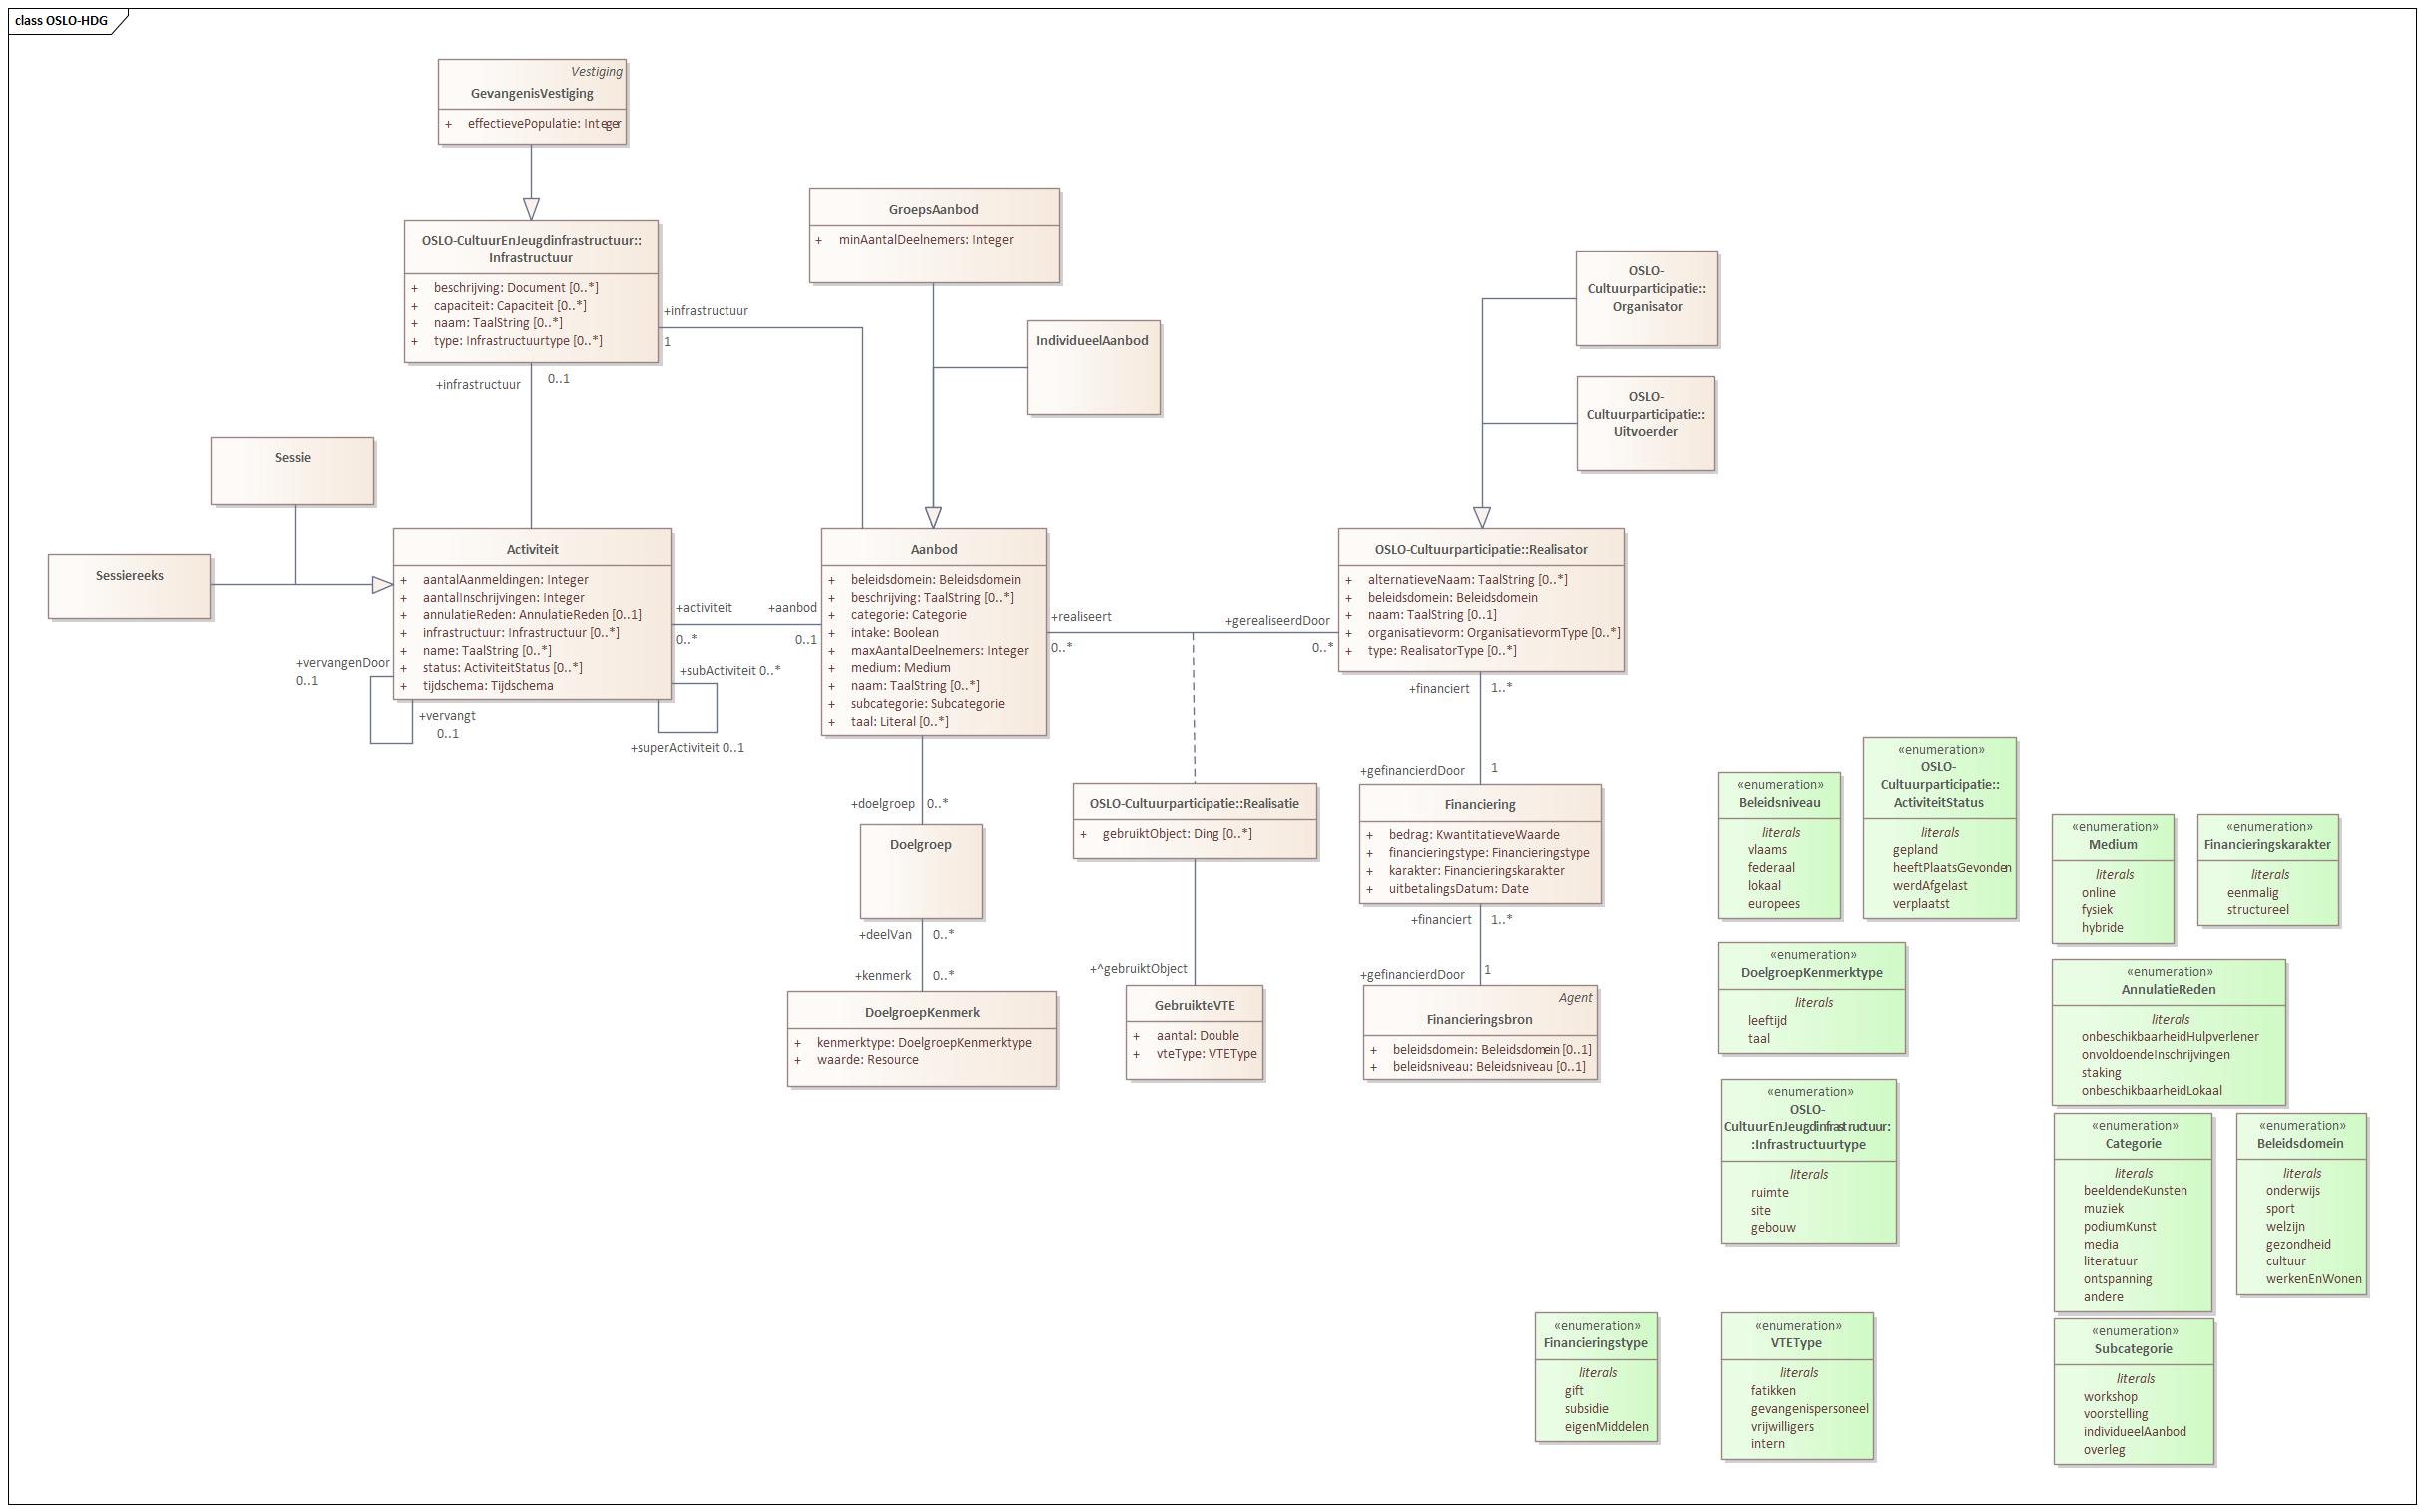 class OSLO-HDG
Vestiging
GevangenisVestiging
+ effectievePopulatie: Integer
OSLO-CultuurEnJeugdinfrastructuur::
Infrastructuur
+ beschrijving: Document [0..*]
+ capaciteit: Capaciteit [0..*]
+ naam: TaalString [0..*]
+ type: Infrastructuurtype [0..*]
+infrastructuur
1
+infrastructuur
0..1
GroepsAanbod
+ minAantalDeelnemers: Integer
IndividueelAanbod
OSLO-
Cultuurparticipatie::
Organisator
OSLO-
Cultuurparticipatie::
Uitvoerder
Sessie
Sessiereeks
Activiteit
+ aantalAanmeldingen: Integer
+ aantalInschrijvingen: Integer
+ annulatieReden: AnnulatieReden [0..1]
+ infrastructuur: Infrastructuur [0..*]
+ name: TaalString [0..*]
+ status: ActiviteitStatus [0..*]
+ tijdschema: Tijdschema
+vervangenDoor
0..1
+vervangt
0..1
+subActiviteit 0..*
+superActiviteit 0..1
+activiteit
0..*
+aanbod
0..1
Aanbod
+ beleidsdomein: Beleidsdomein
+ beschrijving: TaalString [0..*]
+ categorie: Categorie
+ intake: Boolean
+ maxAantalDeelnemers: Integer
+ medium: Medium
+ naam: TaalString [0..*]
+ subcategorie: Subcategorie
+ taal: Literal [0..*]
+realiseert
0..*
+gerealiseerdDoor
0..*
OSLO-Cultuurparticipatie::Realisator
+ alternatieveNaam: TaalString [0..*]
+ beleidsdomein: Beleidsdomein
+ naam: TaalString [0..1]
+ organisatievorm: OrganisatievormType [0..*]
+ type: RealisatorType [0..*]
+financiert
1..*
+gefinancierdDoor
1
+doelgroep
0..*
Doelgroep
+deelVan
0..*
+kenmerk
0..*
DoelgroepKenmerk
+ kenmerktype: DoelgroepKenmerktype
+ waarde: Resource
OSLO-Cultuurparticipatie::Realisatie
+ gebruiktObject: Ding [0..*]
+^gebruiktObject
GebruikteVTE
+ aantal: Double
+ vteType: VTEType
Financiering
+ bedrag: KwantitatieveWaarde
+ financieringstype: Financieringstype
+ karakter: Financieringskarakter
+ uitbetalingsDatum: Date
+financiert
1..*
+gefinancierdDoor
1
Agent
Financieringsbron
+ beleidsdomein: Beleidsdomein [0..1]
+ beleidsniveau: Beleidsniveau [0..1]
«enumeration»
Beleidsniveau
literals
vlaams
federaal
lokaal
europees
«enumeration»
OSLO-
Cultuurparticipatie::
ActiviteitStatus
literals
gepland
heeftPlaatsGevonden
werdAfgelast
verplaatst
«enumeration»
Medium
literals
online
fysiek
hybride
«enumeration»
Financieringskarakter
literals
eenmalig
structureel
«enumeration»
DoelgroepKenmerktype
literals
leeftijd
taal
«enumeration»
AnnulatieReden
literals
onbeschikbaarheidHulpverlener
onvoldoendeInschrijvingen
staking
onbeschikbaarheidLokaal
«enumeration»
OSLO-
CultuurEnJeugdinfrastructuur:
:Infrastructuurtype
literals
ruimte
site
gebouw
«enumeration»
Categorie
literals
beeldendeKunsten
muziek
podiumKunst
media
literatuur
ontspanning
andere
«enumeration»
Beleidsdomein
literals
onderwijs
sport
welzijn
gezondheid
cultuur
werkenEnWonen
«enumeration»
Financieringstype
literals
gift
subsidie
eigenMiddelen
«enumeration»
VTEType
literals
fatikken
gevangenispersoneel
vrijwilligers
intern
«enumeration»
Subcategorie
literals
workshop
voorstelling
individueelAanbod
overleg